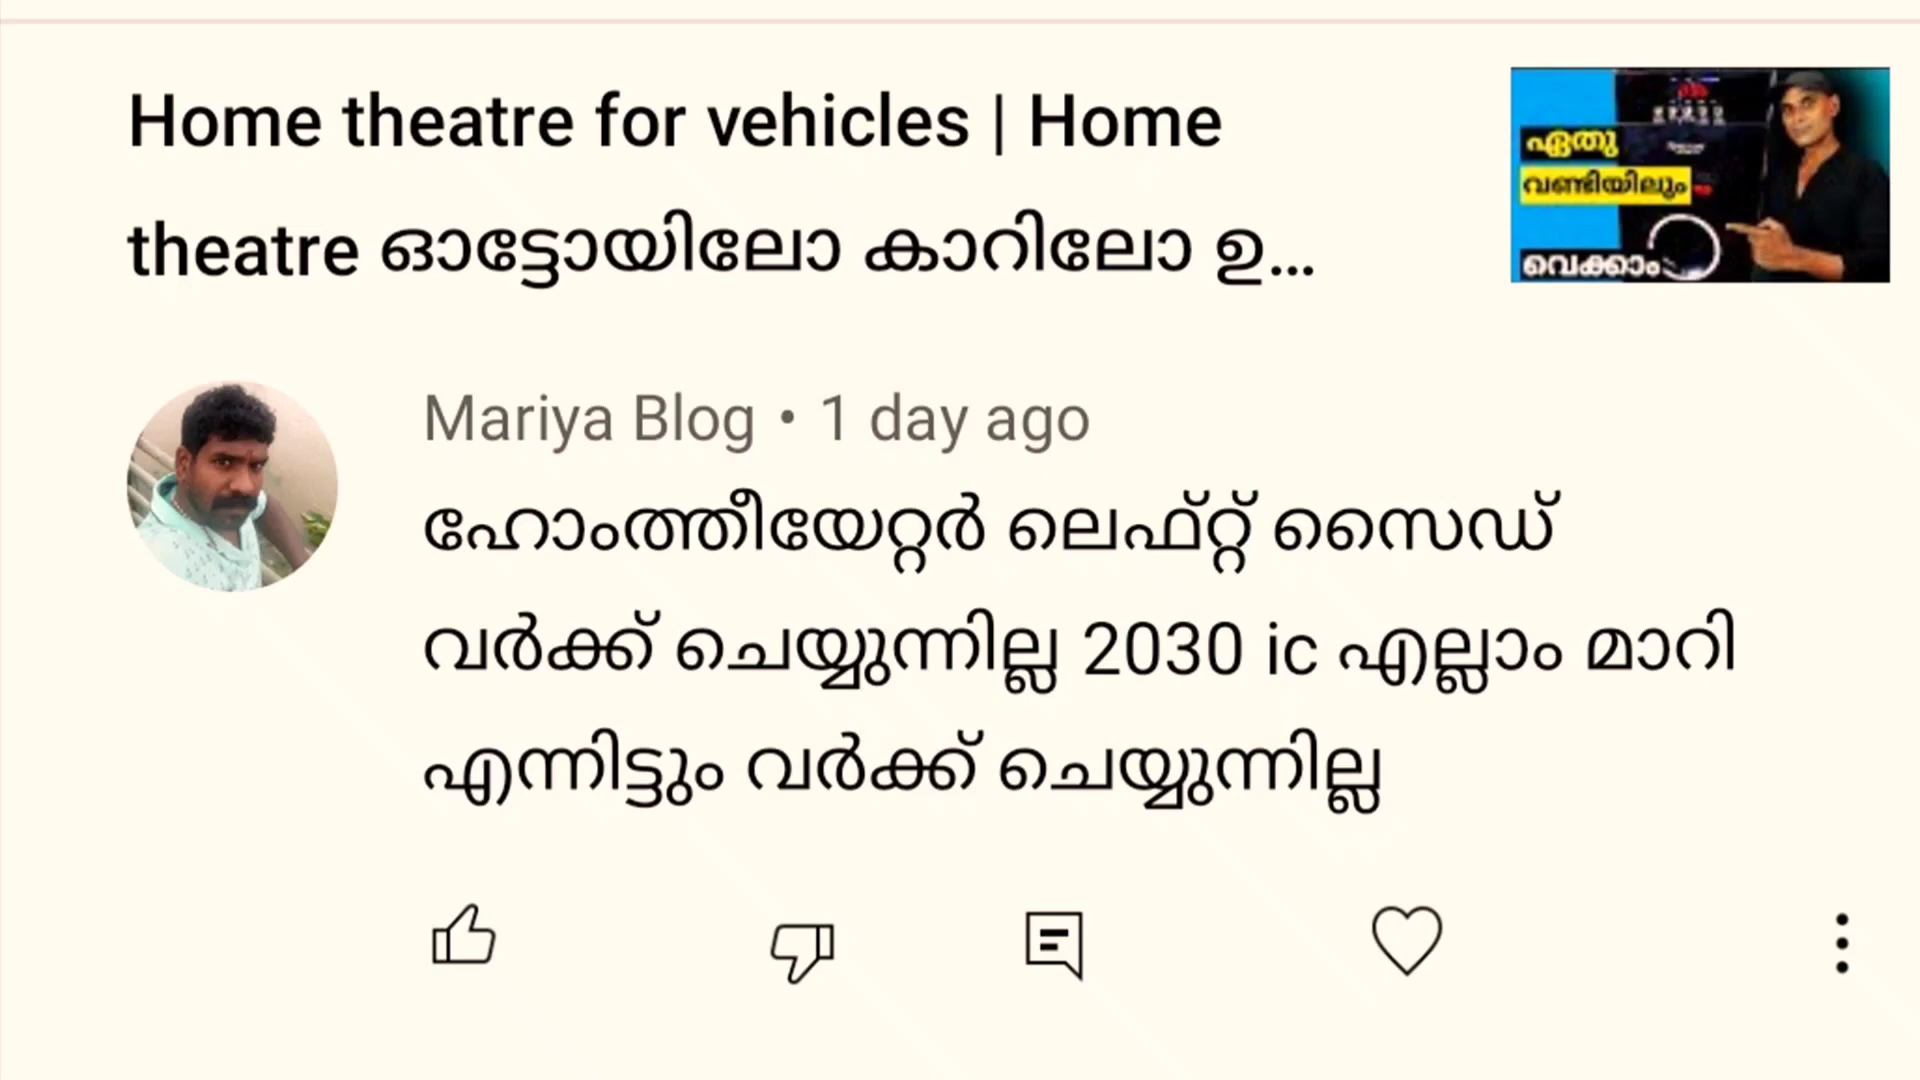 Home theatre for vehicles | Home
theatre ഓട്ടോയിലോ കാറിലോ ഉ...
ഏതു
വണ്ടിയിലും
വെക്കാം
Mariya Blog • 1 day ago
ഹോംത്തീയേറ്റർ ലെഫ്റ്റ് സൈഡ്
വർക്ക് ചെയ്യുന്നില്ല 2030 ic എല്ലാം മാറി
എന്നിട്ടും വർക്ക് ചെയ്യുന്നില്ല